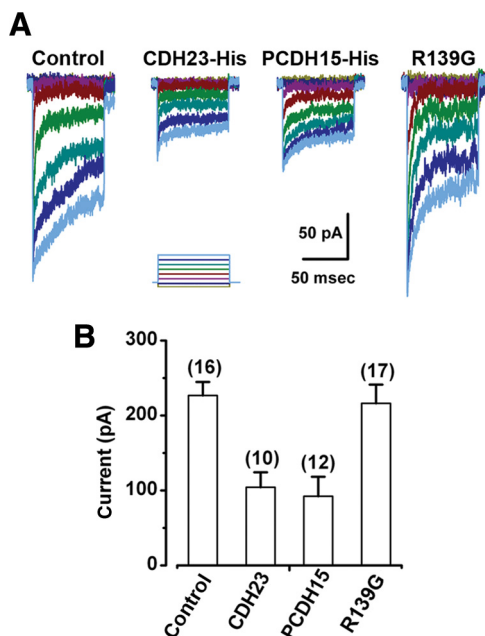 A
Control CDH23-His PCDH15-His R139G
50 pA
50 msec
B
300
200
100
0
Current (pA)
(16)
(10)
(12)
(17)
Control
CDH23
PCDH15
R139G